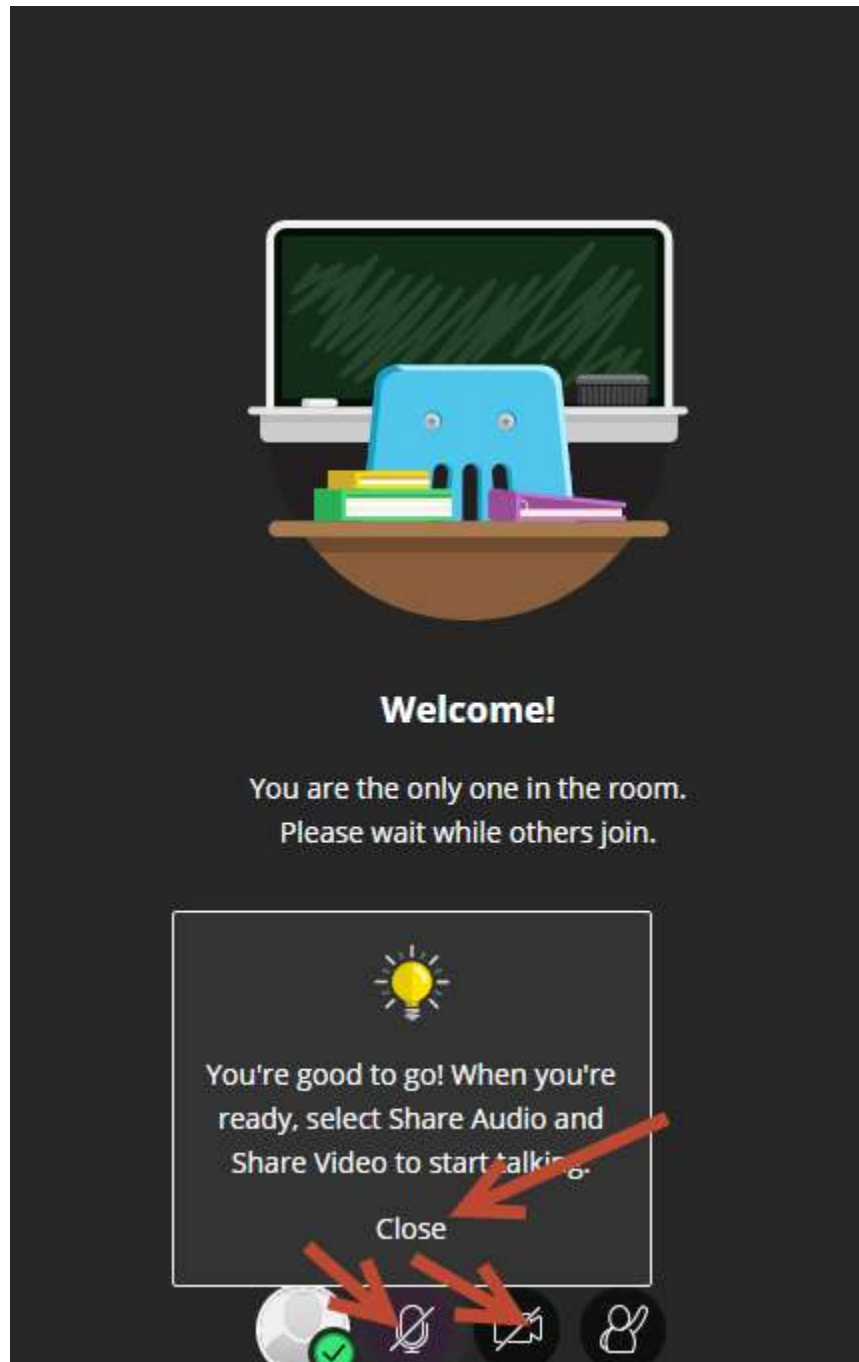 Welcome!
You are the only one in the room.
Please wait while others join.
You're good to go! When you're
ready, select Share Audio and
Share Video to start talking.
Close